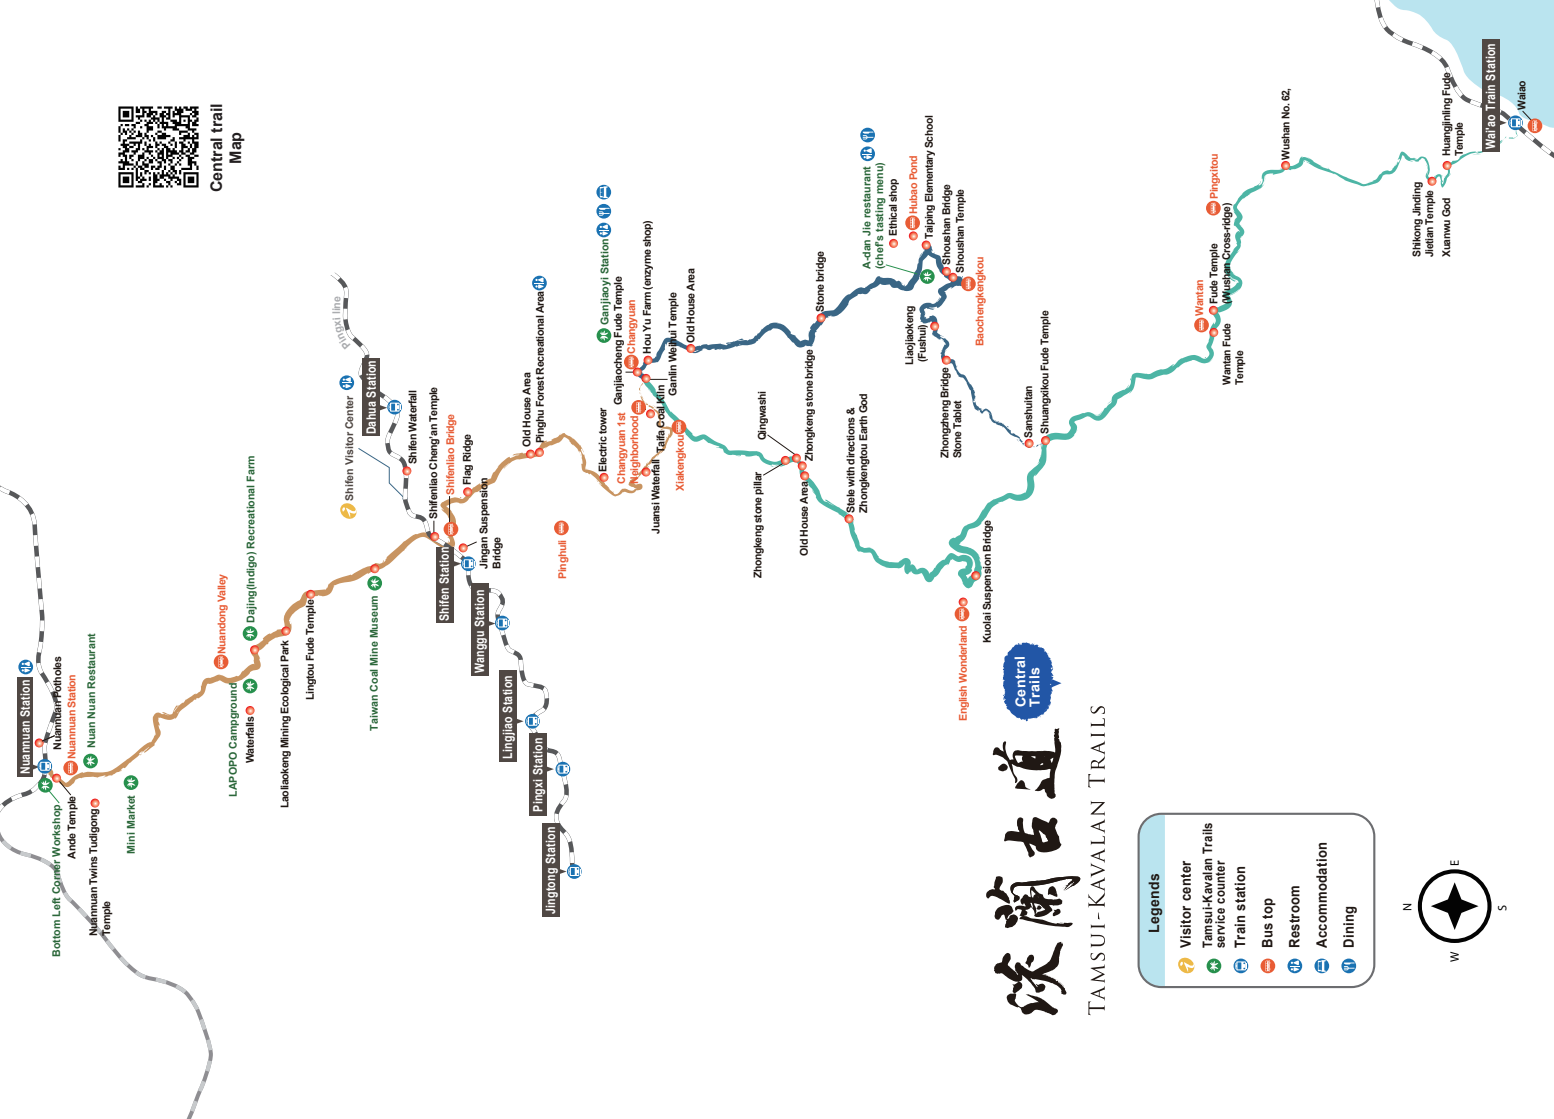 Central trail
Map
Pingxi line
Nuannuan Station
Nuannuan Potholes
Nuannuan Station
Nuan Nuan Restaurant
Bottom Left Corner Workshop
Ande Temple
Nuannuan Twins Tudigong
Temple
Mini Market
Nuandong Valley
LAPOPO Campground
Waterfalls
Dajing(Indigo) Recreational Farm
Laoliaokeng Mining Ecological Park
Lingtou Fude Temple
Taiwan Coal Mine Museum
Shifen Visitor Center
Dahua Station
Shifen Waterfall
Shifenliao Cheng'an Temple
Shifenliao Bridge
Flag Ridge
Shifen Station
Jingan Suspension
Bridge
Wanggu Station
Lingjiao Station
Pingxi Station
Jingtong Station
Old House Area
Pinghu Forest Recreational Area
Pinghuli
Electric tower
Changyuan 1st
Neighborhood
Juansi Waterfall
Taifa Coal Kiln
Xiakengkou
Ganjiaoyi Station
Ganjiaocheng Fude Temple
Changyuan
Hou Yu Farm (enzyme shop)
Ganlin Weihui Temple
Old House Area
Stone bridge
Qingwashi
Zhongkeng stone pillar
Zhongkeng stone bridge
Old House Area
Stele with directions &
Zhongkengtou Earth God
A-dan Jie restaurant
(chef's tasting menu)
Ethical shop
Hubao Pond
Taiping Elementary School
Shoushan Bridge
Shoushan Temple
Baochengkengkou
Liaojiaokeng
(Fushui)
Zhongzheng Bridge
Stone Tablet
Sanshuitan
Shuangxikou Fude Temple
English Wonderland
Kuolai Suspension Bridge
Wantan
Wantan Fude
Temple
Fude Temple
(Wushan Cross-ridge)
Pingxitou
Wushan No. 62,
Shikong Jinding
Jietian Temple
Xuanwu God
Huangjinling Fude
Temple
Wai'ao Train Station
Waiao
Central
Trails
淡蘭古道
TAMSUI-KAVALAN TRAILS
Legends
Visitor center
Tamsui-Kavalan Trails
service counter
Train station
Bus top
Restroom
Accommodation
Dining
N
E
S
W